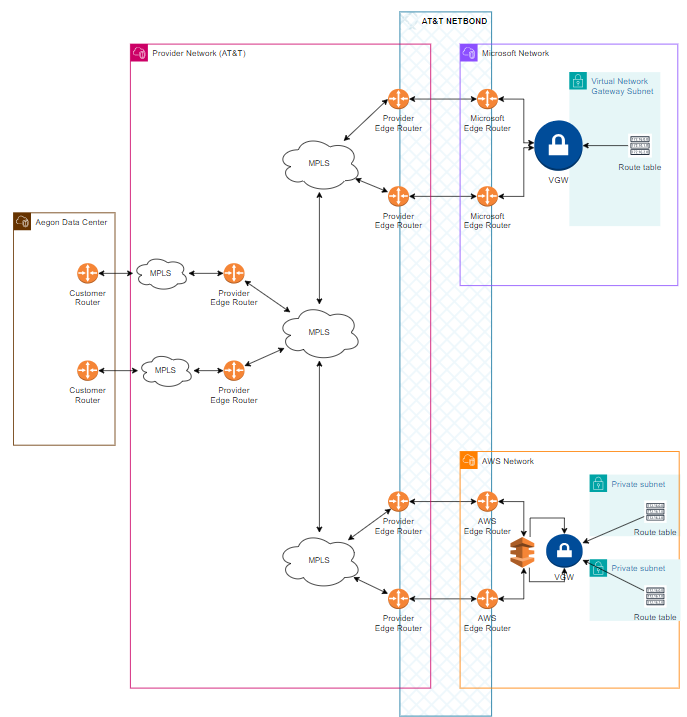 AT&T NETBOND
Provider Network (AT&T)
Microsoft Network
Virtual Network
Gateway Subnet
Provider
Edge Router
Microsoft
Edge Router
MPLS
VGW
Route table
Provider
Edge Router
Microsoft
Edge Router
Aegon Data Center
Customer
Router
MPLS
Provider
Edge Router
MPLS
Customer
Router
MPLS
Provider
Edge Router
AWS Network
Private subnet
Route table
Provider
Edge Router
AWS
Edge Router
MPLS
VGW
Private subnet
Route table
Provider
Edge Router
AWS
Edge Router